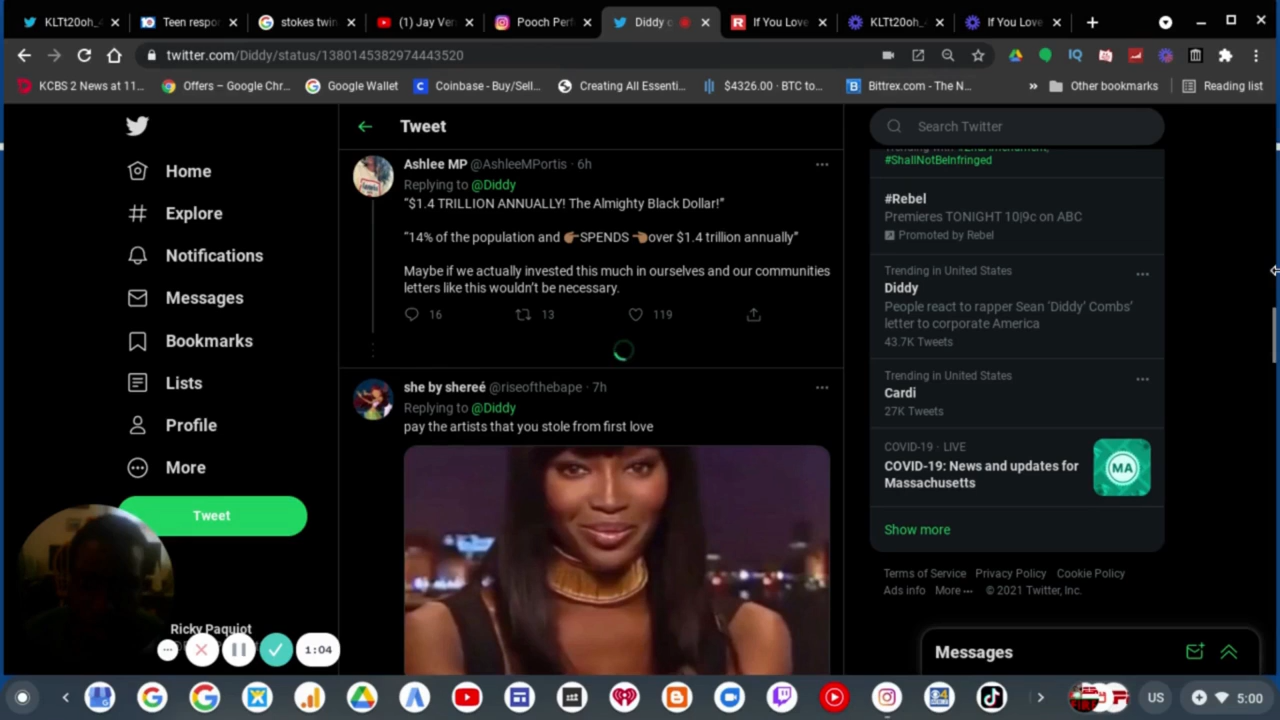 KLTt20oh_
Teen respo
stokes twin
(1) Jay Ver
Pooch Perf
Diddy
If You Love
KLTt20oh_
If You Love
twitter.com/Diddy/status/1380145382974443520
KCBS 2 News at 11...
Offers – Google Chr...
Google Wallet
Coinbase - Buy/Sell...
Creating All Essenti...
$4326.00 · BTC to...
Bittrex.com - The N...
»
Other bookmarks
Reading list
Home
Explore
Notifications
Messages
Bookmarks
Lists
Profile
More
Tweet
Ricky Paquiot
1:04
Tweet
Ashlee MP @AshleeMPortis · 6h
Replying to @Diddy
“$1.4 TRILLION ANNUALLY! The Almighty Black Dollar!”
“14% of the population and 👉🏽SPENDS 👈🏽over $1.4 trillion annually”
Maybe if we actually invested this much in ourselves and our communities
letters like this wouldn’t be necessary.
16 13 119
she by shereé @riseofthebape · 7h
Replying to @Diddy
pay the artists that you stole from first love
Search Twitter
#ShallNotBeInfringed
#Rebel
Premieres TONIGHT 10|9c on ABC
Promoted by Rebel
Trending in United States
Diddy
People react to rapper Sean ‘Diddy’ Combs’
letter to corporate America
43.7K Tweets
Trending in United States
Cardi
27K Tweets
COVID-19 · LIVE
COVID-19: News and updates for
Massachusetts
MA
Show more
Terms of Service Privacy Policy Cookie Policy
Ads info More ··· © 2021 Twitter, Inc.
Messages
US
5:00